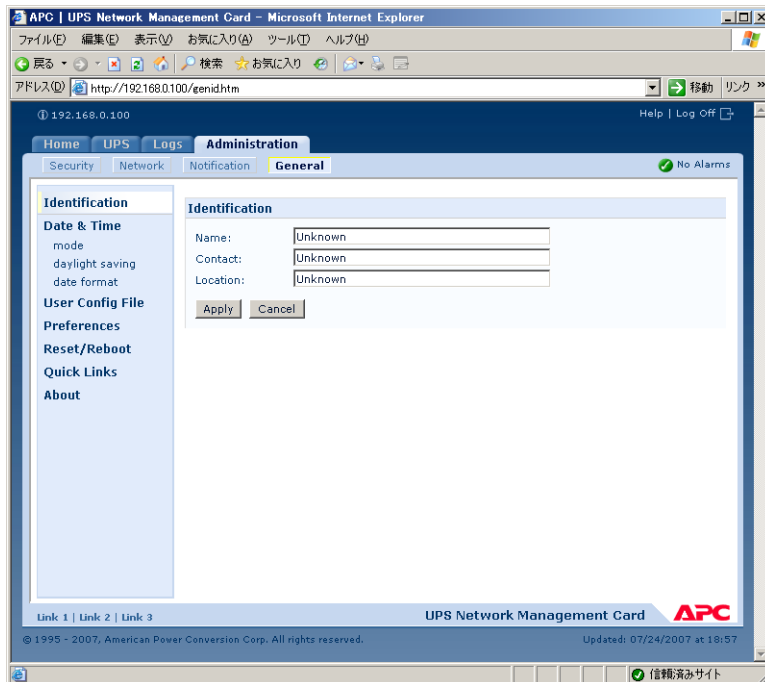 APC | UPS Network Management Card - Microsoft Internet Explorer
ファイル(F) 編集(E) 表示(V) お気に入り(A) ツール(T) ヘルプ(H)
戻る 検索 お気に入り
アドレス(D) http://192.168.0.100/genid.htm 移動 リンク »
192.168.0.100 Help | Log Off
Home UPS Logs Administration
Security Network Notification General No Alarms
Identification
Date & Time
mode
daylight saving
date format
User Config File
Preferences
Reset/Reboot
Quick Links
About
Identification
Name: Unknown
Contact: Unknown
Location: Unknown
Apply Cancel
Link 1 | Link 2 | Link 3 UPS Network Management Card APC
© 1995 - 2007, American Power Conversion Corp. All rights reserved. Updated: 07/24/2007 at 18:57
信頼済みサイト